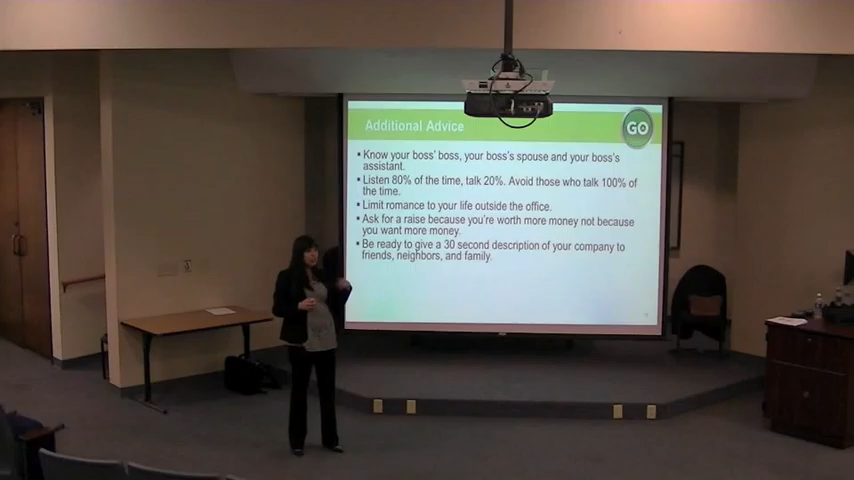 Additional Advice
GO
• Know your boss' boss, your boss's spouse and your boss's
assistant.
• Listen 80% of the time, talk 20%. Avoid those who talk 100% of
the time.
• Limit romance to your life outside the office.
• Ask for a raise because you're worth more money not because
you want more money.
• Be ready to give a 30 second description of your company to
friends, neighbors, and family.